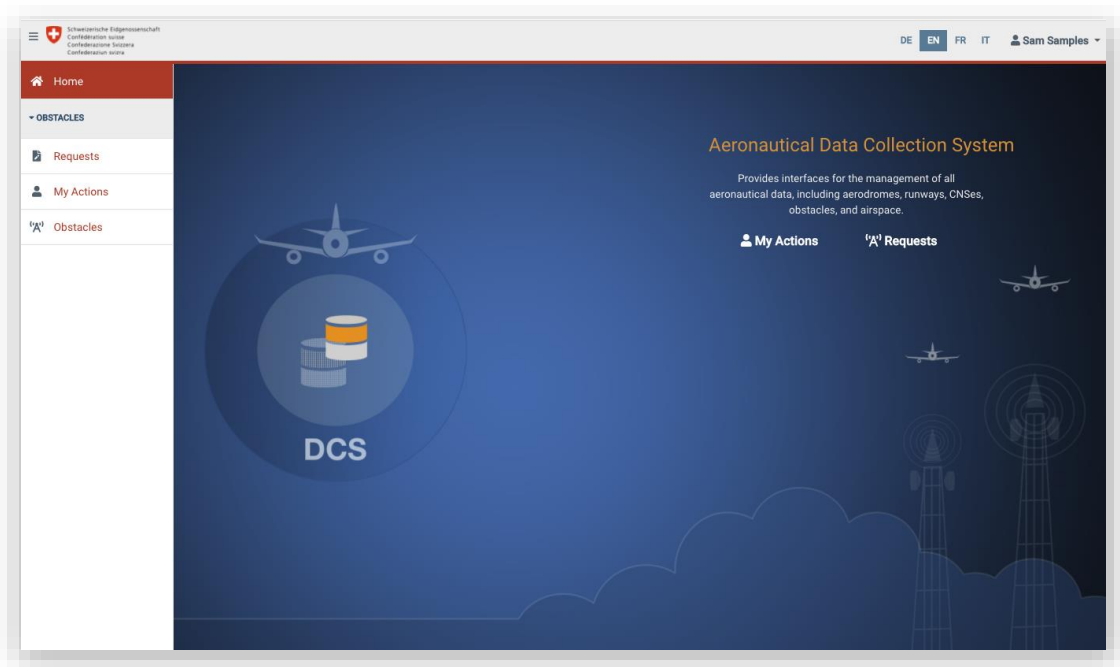 Schweizerische Eidgenossenschaft
Confédération suisse
Confederazione Svizzera
Confederaziun svizra
DE EN FR IT Sam Samples
Home
OBSTACLES
Requests
My Actions
Obstacles
Aeronautical Data Collection System
Provides interfaces for the management of all
aeronautical data, including aerodromes, runways, CNSes,
obstacles, and airspace.
My Actions Requests
DCS